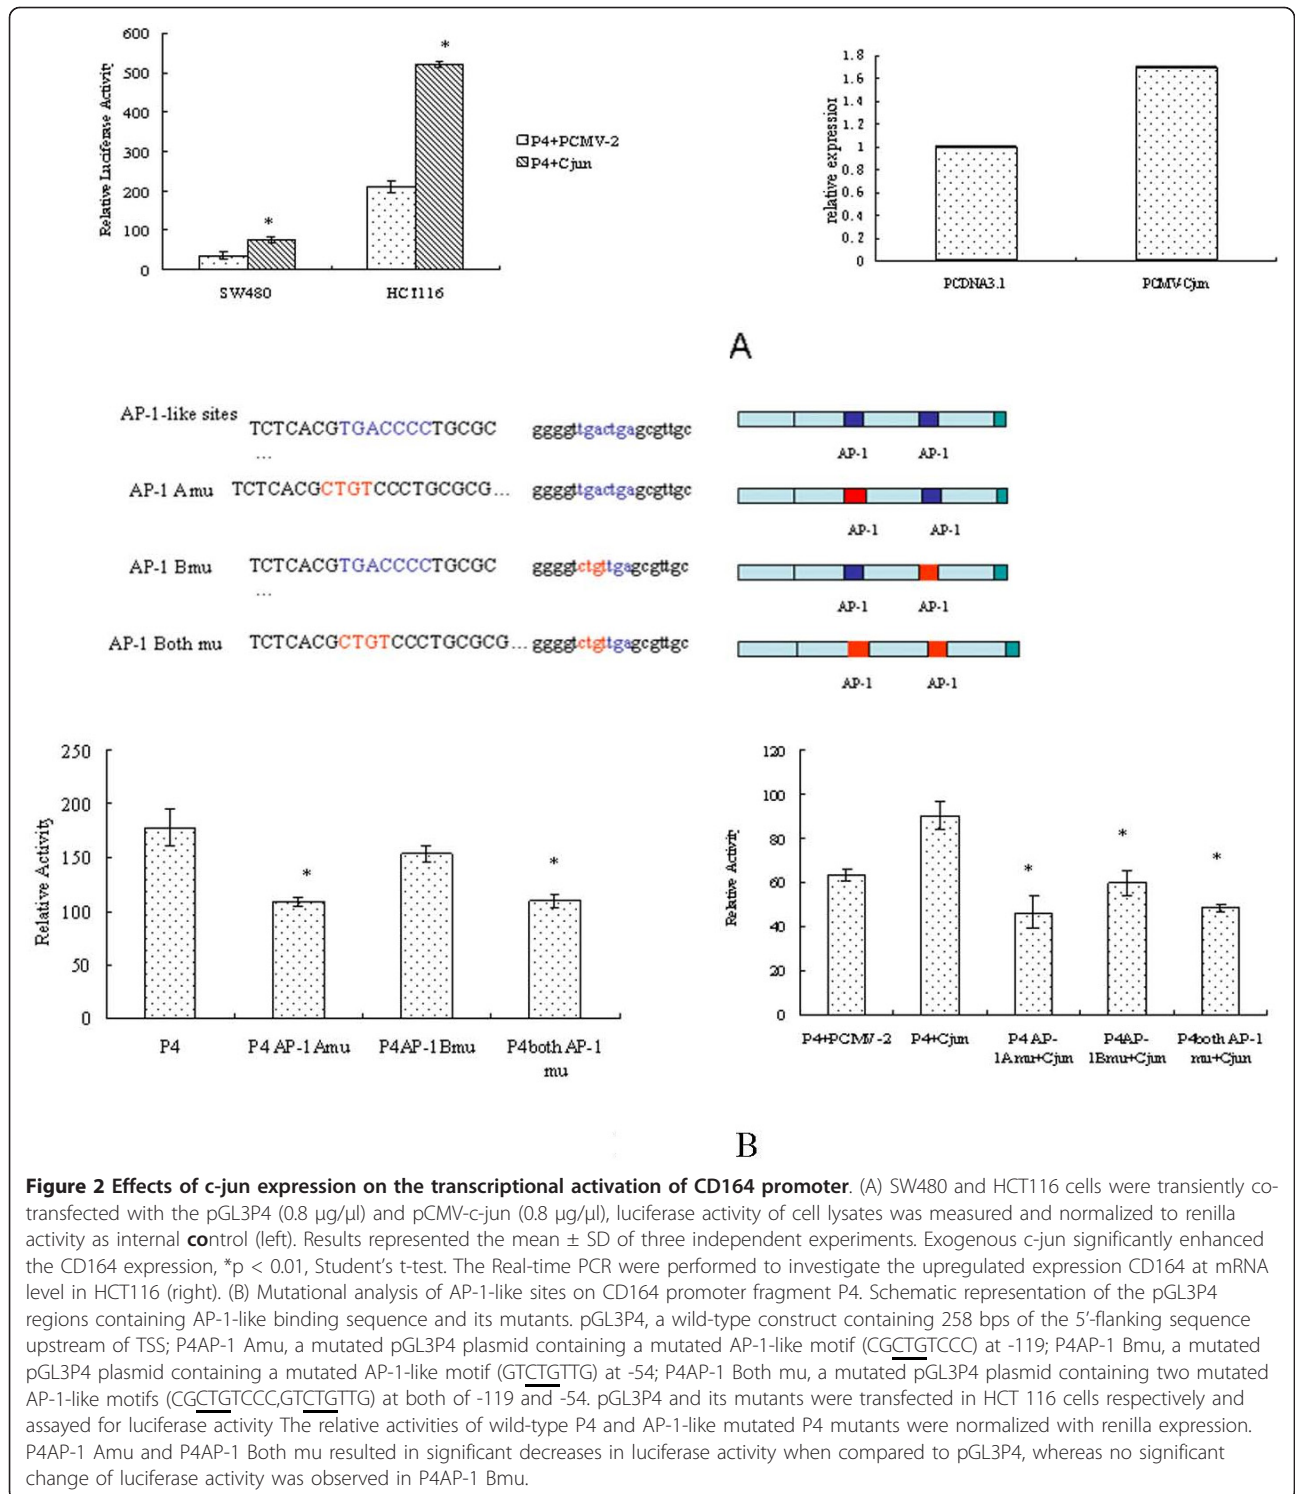 600
500
400
300
200
100
0
Relative Luciferase Activity
*
*
SW480
HCT116
P4+PCMV-2
P4+Cjun
1.8
1.6
1.4
1.2
1
0.8
0.6
0.4
0.2
0
relative expression
PCDNA3.1
PCMV-Cjun
A
AP-1-like sites TCTCACGTGACCCCTGCGC ggggttgactgagcgttgc
...
AP-1 AP-1
AP-1 Amu TCTCACGCTGTCCCTGCGCG... ggggttgactgagcgttgc
AP-1 AP-1
AP-1 Bmu TCTCACGTGACCCCTGCGC ggggtctgttgagcgttgc
...
AP-1 AP-1
AP-1 Both mu TCTCACGCTGTCCCTGCGCG... ggggtctgttgagcgttgc
AP-1 AP-1
250
200
150
100
50
0
Relative Activity
*
*
P4 P4 AP-1 Amu P4AP-1 Bmu P4both AP-1
mu
120
100
80
60
40
20
0
Relative Activity
*
*
*
P4+PCMV-2 P4+Cjun P4 AP- P4AP- P4both AP-1
1Amu+Cjun 1Bmu+Cjun mu+Cjun
B
Figure 2 Effects of c-jun expression on the transcriptional activation of CD164 promoter. (A) SW480 and HCT116 cells were transiently co-
transfected with the pGL3P4 (0.8 μg/μl) and pCMV-c-jun (0.8 μg/μl), luciferase activity of cell lysates was measured and normalized to renilla
activity as internal control (left). Results represented the mean ± SD of three independent experiments. Exogenous c-jun significantly enhanced
the CD164 expression, *p < 0.01, Student's t-test. The Real-time PCR were performed to investigate the upregulated expression CD164 at mRNA
level in HCT116 (right). (B) Mutational analysis of AP-1-like sites on CD164 promoter fragment P4. Schematic representation of the pGL3P4
regions containing AP-1-like binding sequence and its mutants. pGL3P4, a wild-type construct containing 258 bps of the 5'-flanking sequence
upstream of TSS; P4AP-1 Amu, a mutated pGL3P4 plasmid containing a mutated AP-1-like motif (CGCTGTCCC) at -119; P4AP-1 Bmu, a mutated
pGL3P4 plasmid containing a mutated AP-1-like motif (GTCTGTTG) at -54; P4AP-1 Both mu, a mutated pGL3P4 plasmid containing two mutated
AP-1-like motifs (CGCTGTCCC,GTCTGTTG) at both of -119 and -54. pGL3P4 and its mutants were transfected in HCT 116 cells respectively and
assayed for luciferase activity The relative activities of wild-type P4 and AP-1-like mutated P4 mutants were normalized with renilla expression.
P4AP-1 Amu and P4AP-1 Both mu resulted in significant decreases in luciferase activity when compared to pGL3P4, whereas no significant
change of luciferase activity was observed in P4AP-1 Bmu.